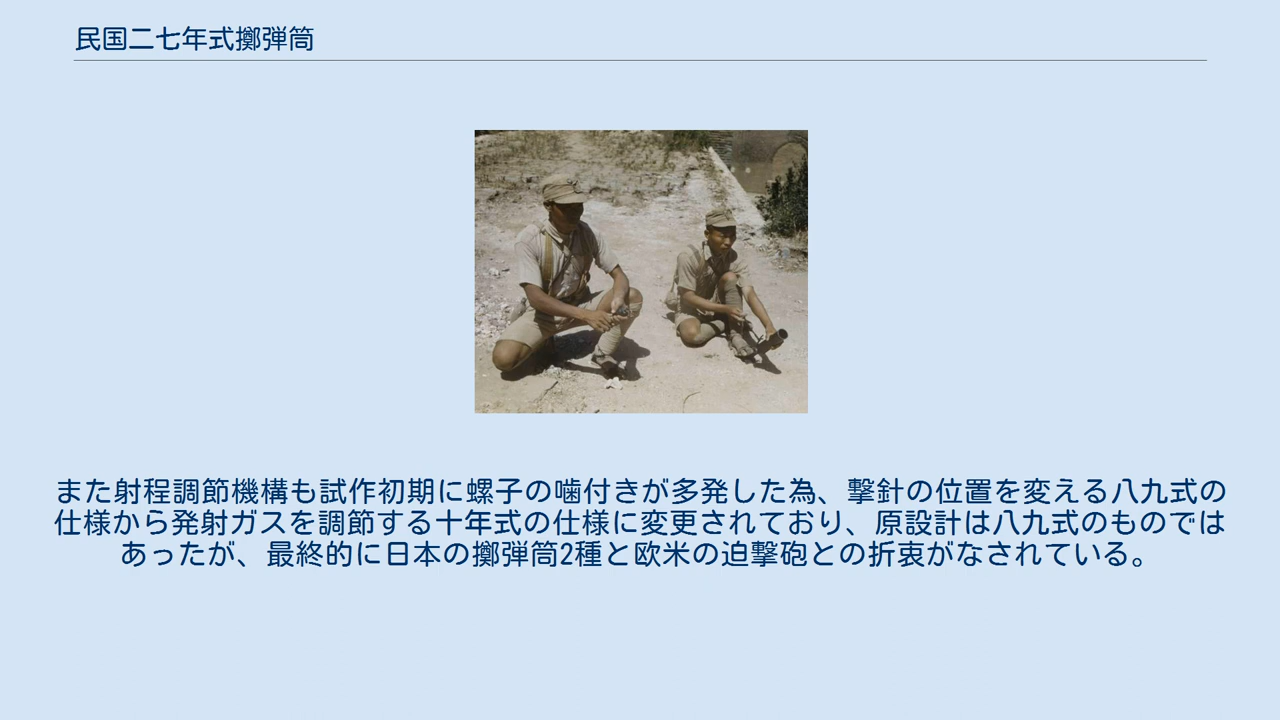 民国二七年式擲弾筒
また射程調節機構も試作初期に螺子の噛付きが多発した為、撃針の位置を変える八九式の
仕様から発射ガスを調節する十年式の仕様に変更されており、原設計は八九式のものでは
あったが、最終的に日本の擲弾筒2種と欧米の迫撃砲との折衷がなされている。